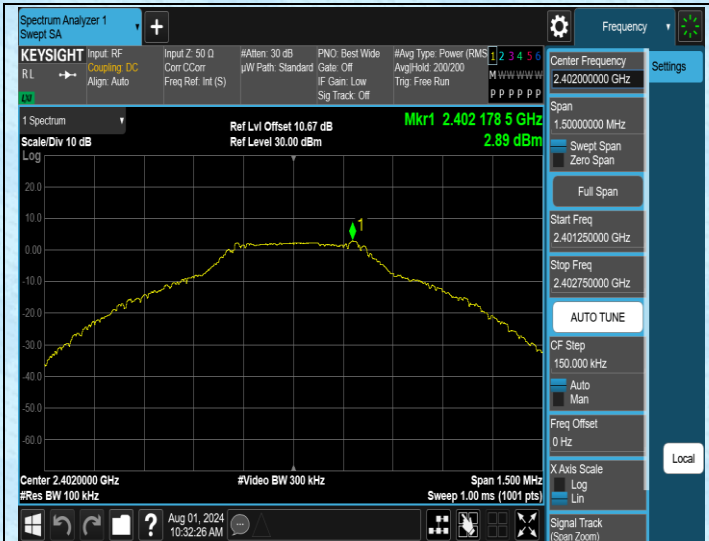 Spectrum Analyzer 1
Swept SA
+
Frequency
KEYSIGHT
RL
LXI
Input: RF
Coupling: DC
Align: Auto
Input Z: 50 Ω
Corr CCorr
Freq Ref: Int (S)
#Atten: 30 dB
µW Path: Standard
PNO: Best Wide
Gate: Off
IF Gain: Low
Sig Track: Off
#Avg Type: Power (RMS
Avg|Hold: 200/200
Trig: Free Run
1 2 3 4 5 6
M W W W W W
P P P P P P
1 Spectrum
Scale/Div 10 dB
Log
Ref Lvl Offset 10.67 dB
Ref Level 30.00 dBm
Mkr1 2.402 178 5 GHz
2.89 dBm
20.0
10.0
0.00
-10.0
-20.0
-30.0
-40.0
-50.0
-60.0
1
Center 2.4020000 GHz
#Res BW 100 kHz
#Video BW 300 kHz
Span 1.500 MHz
Sweep 1.00 ms (1001 pts)
?
Aug 01, 2024
10:32:26 AM
Center Frequency
2.402000000 GHz
Settings
Span
1.50000000 MHz
Swept Span
Zero Span
Full Span
Start Freq
2.401250000 GHz
Stop Freq
2.402750000 GHz
AUTO TUNE
CF Step
150.000 kHz
Auto
Man
Freq Offset
0 Hz
X Axis Scale
Log
Lin
Signal Track
(Span Zoom)
Local